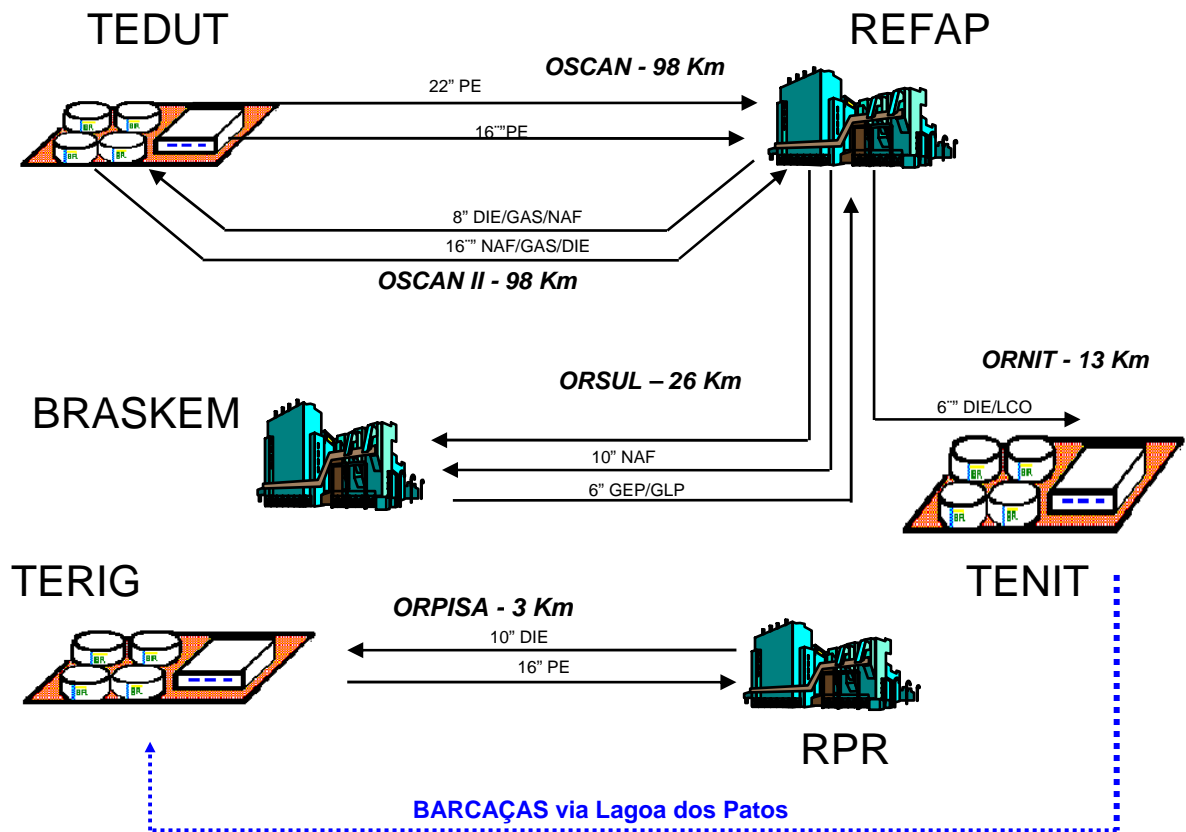 TEDUT
REFAP
OSCAN - 98 Km
22” PE
16¨”PE
8” DIE/GAS/NAF
16¨” NAF/GAS/DIE
OSCAN II - 98 Km
ORNIT - 13 Km
ORSUL – 26 Km
BRASKEM
6¨” DIE/LCO
10” NAF
6” GEP/GLP
TERIG
TENIT
ORPISA - 3 Km
10” DIE
16” PE
RPR
BARCAÇAS via Lagoa dos Patos